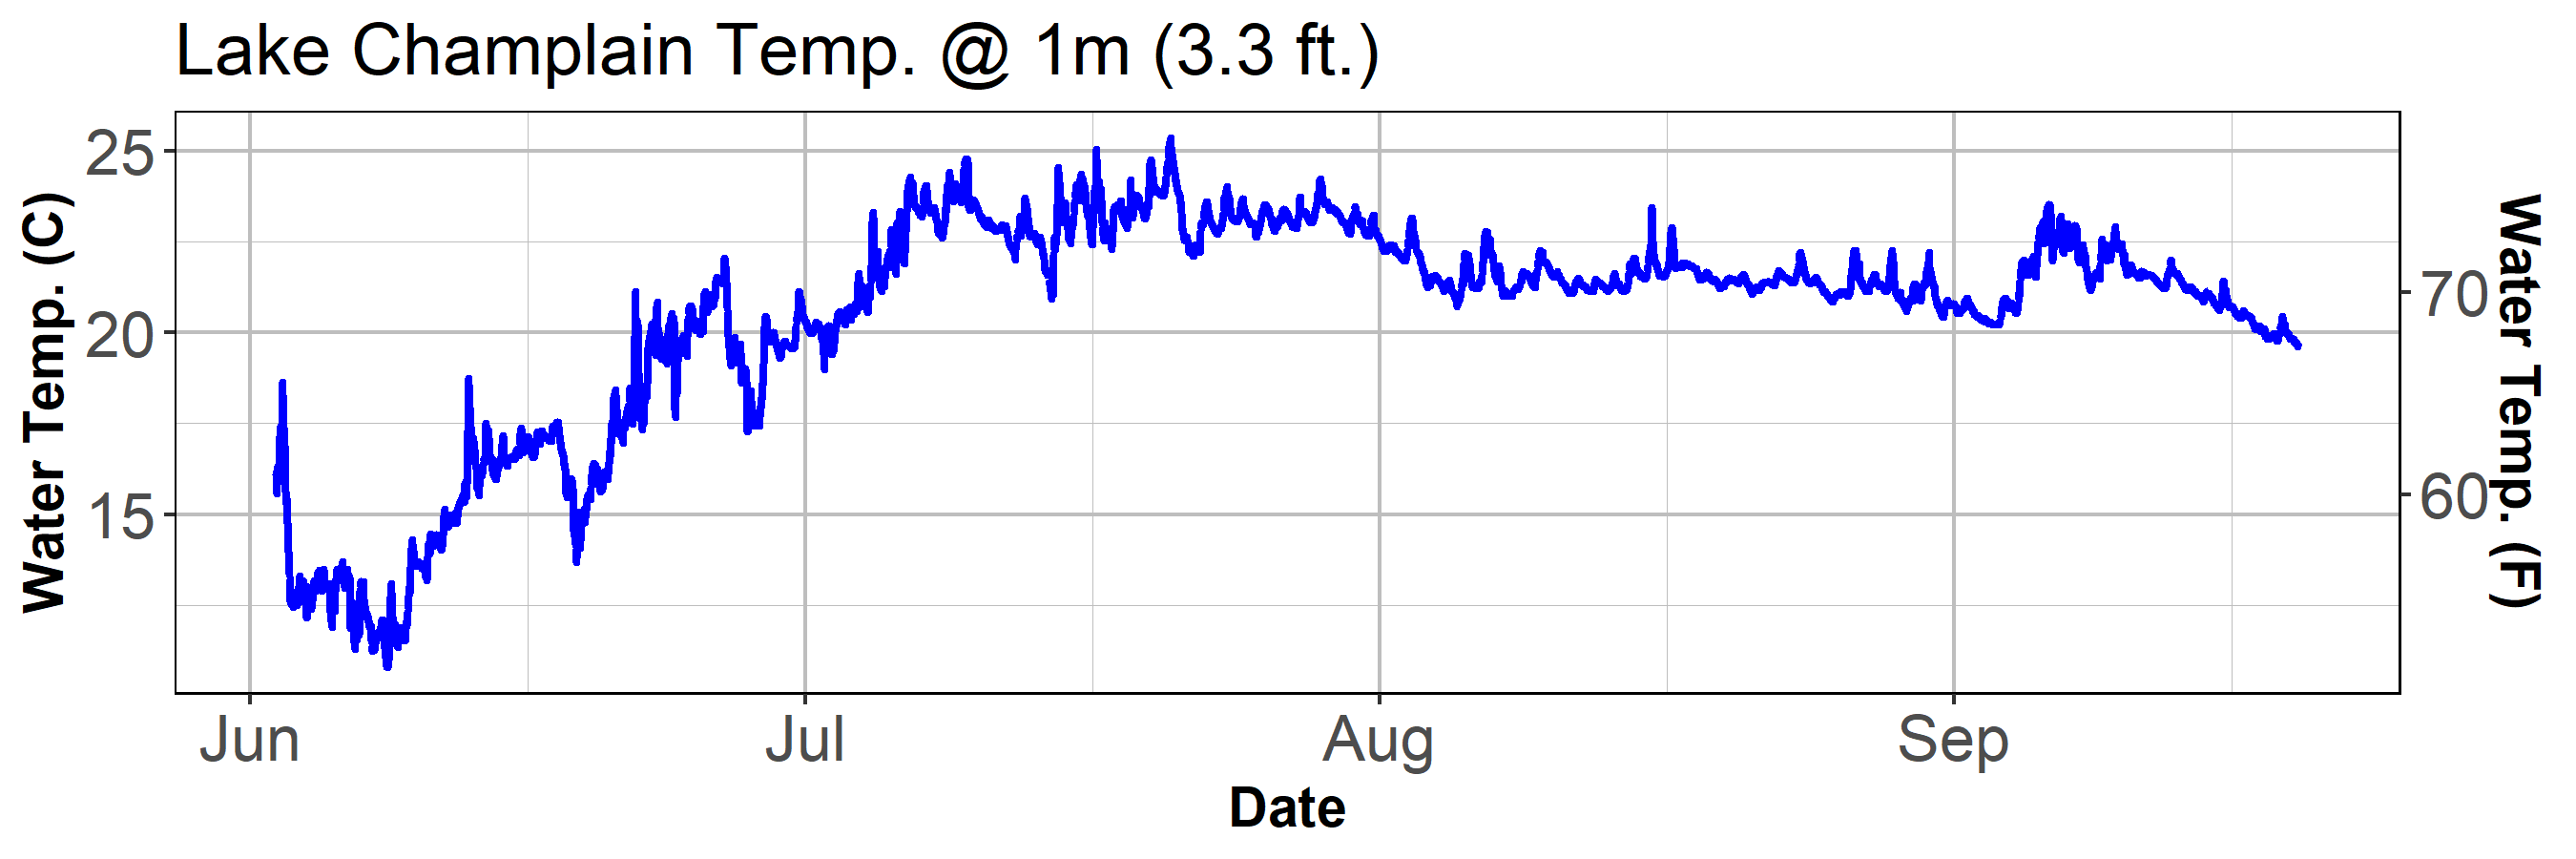 Lake Champlain Temp. @ 1m (3.3 ft.)
Water Temp. (C)
25
20
15
70
60
Water Temp. (F)
Jun Jul Aug Sep
Date